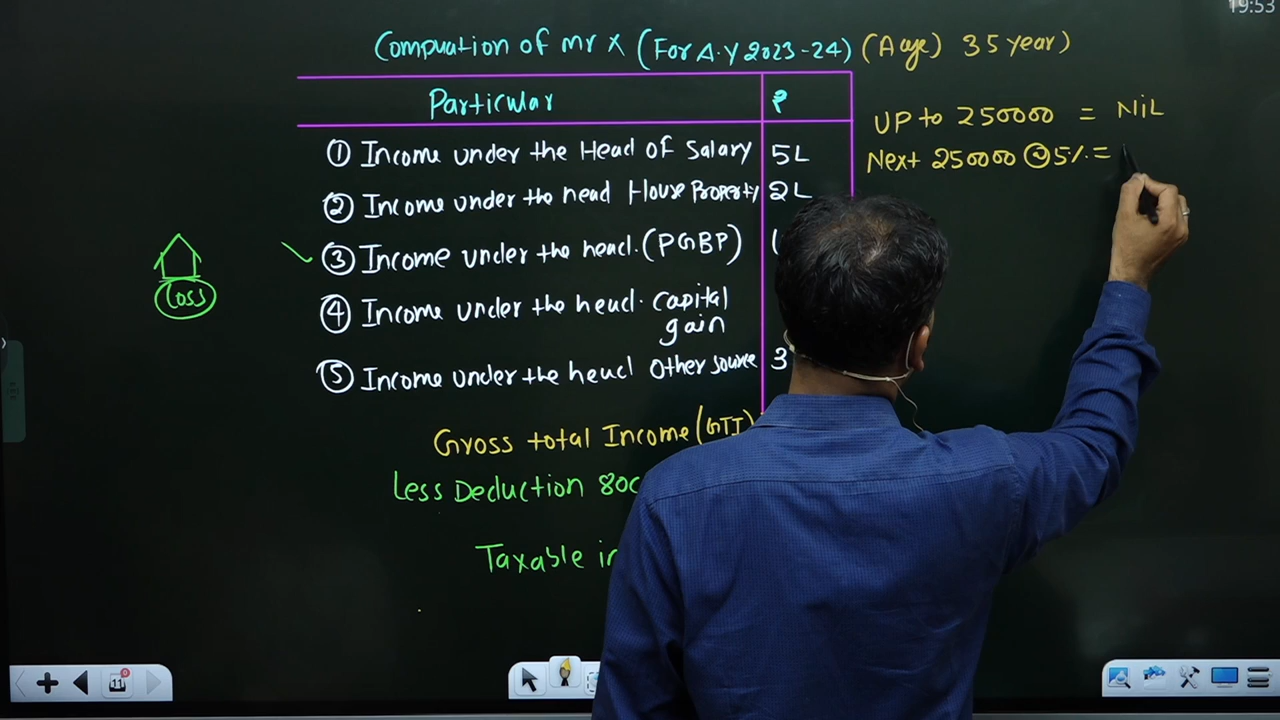 19:53
Compuation of mr x (For A.Y 2023-24) (Age) 35 year)
Particular ₹
① Income under the Head of Salary 5L
② Income under the head House Property 2L
③ Income under the head. (PGBP)
④ Income under the head. capital
gain
⑤ Income under the head Other source 3
Gross total Income (GTI)
Less Deduction 80C
Taxable in
UP to 250000 = NiL
Next 250000 @ 5% =
Loss
11